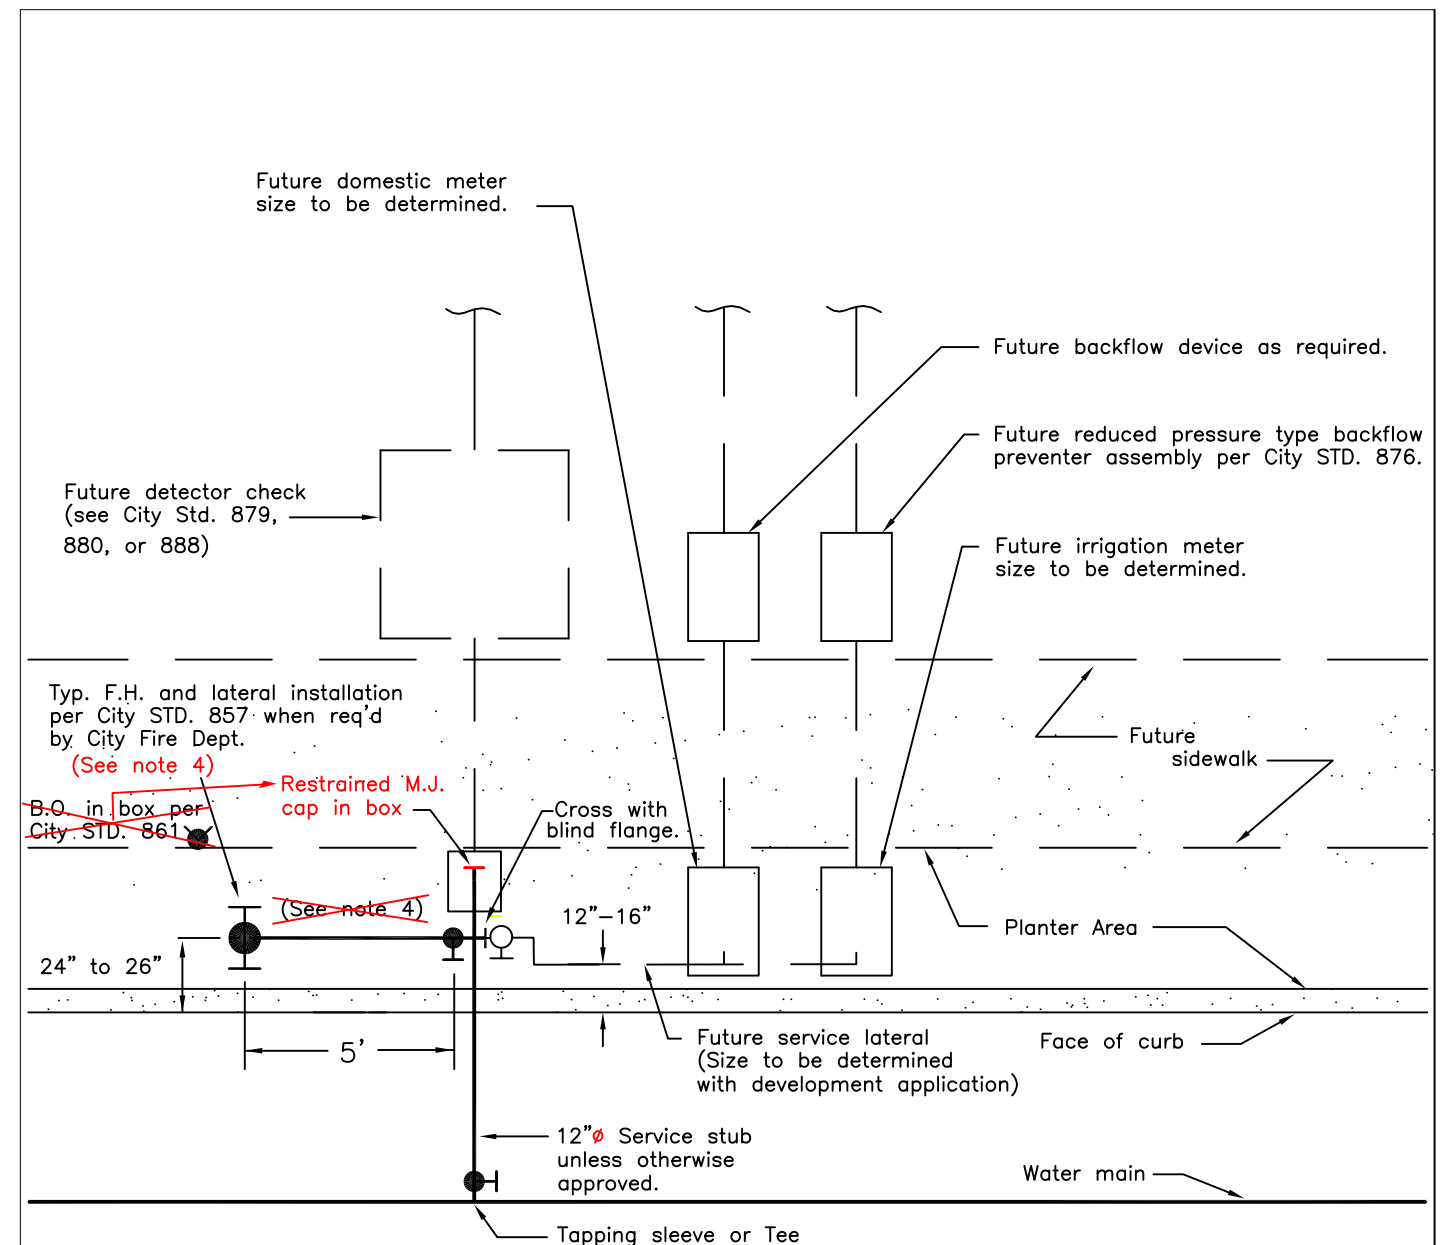 Future domestic meter
size to be determined.
Future backflow device as required.
Future reduced pressure type backflow
preventer assembly per City STD. 876.
Future detector check
(see City Std. 879,
880, or 888)
Future irrigation meter
size to be determined.
Typ. F.H. and lateral installation
per City STD. 857 when req'd
by City Fire Dept.
(See note 4)
Future
sidewalk
Restrained M.J.
cap in box
B.O. in box per
City STD. 861
Cross with
blind flange.
(See note 4)
12"-16"
Planter Area
24" to 26"
5'
Future service lateral
(Size to be determined
with development application)
Face of curb
12"ø Service stub
unless otherwise
approved.
Water main
Tapping sleeve or Tee